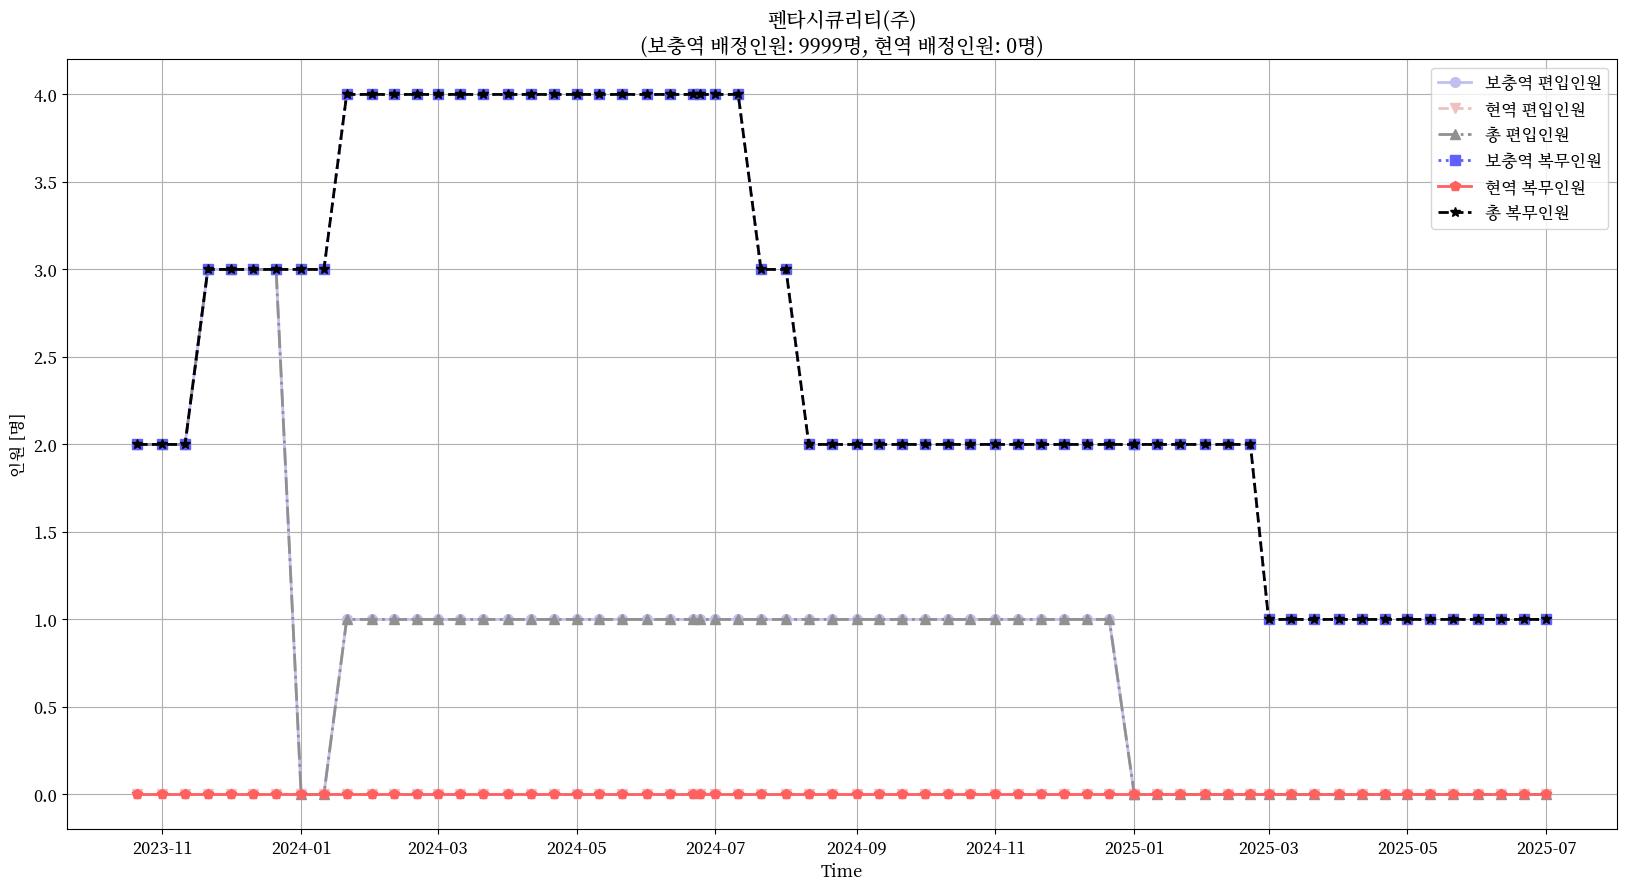 펜타시큐리티(주)
(보충역 배정인원: 9999명, 현역 배정인원: 0명)
보충역 편입인원
현역 편입인원
총 편입인원
보충역 복무인원
현역 복무인원
총 복무인원
인원 [명]
4.0
3.5
3.0
2.5
2.0
1.5
1.0
0.5
0.0
2023-11
2024-01
2024-03
2024-05
2024-07
2024-09
2024-11
2025-01
2025-03
2025-05
2025-07
Time